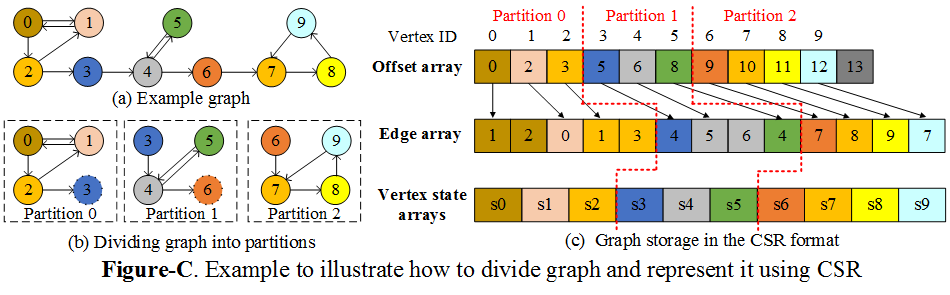 0 1 5 9
2 3 4 6 7 8
(a) Example graph
0 1 3 5 6 9
2 3 4 6 7 8
Partition 0 Partition 1 Partition 2
(b) Dividing graph into partitions
Partition 0 Partition 1 Partition 2
Vertex ID 0 1 2 3 4 5 6 7 8 9
Offset array 0 2 3 5 6 8 9 10 11 12 13
Edge array 1 2 0 1 3 4 5 6 4 7 8 9 7
Vertex state
arrays s0 s1 s2 s3 s4 s5 s6 s7 s8 s9
(c) Graph storage in the CSR format
Figure-C. Example to illustrate how to divide graph and represent it using CSR